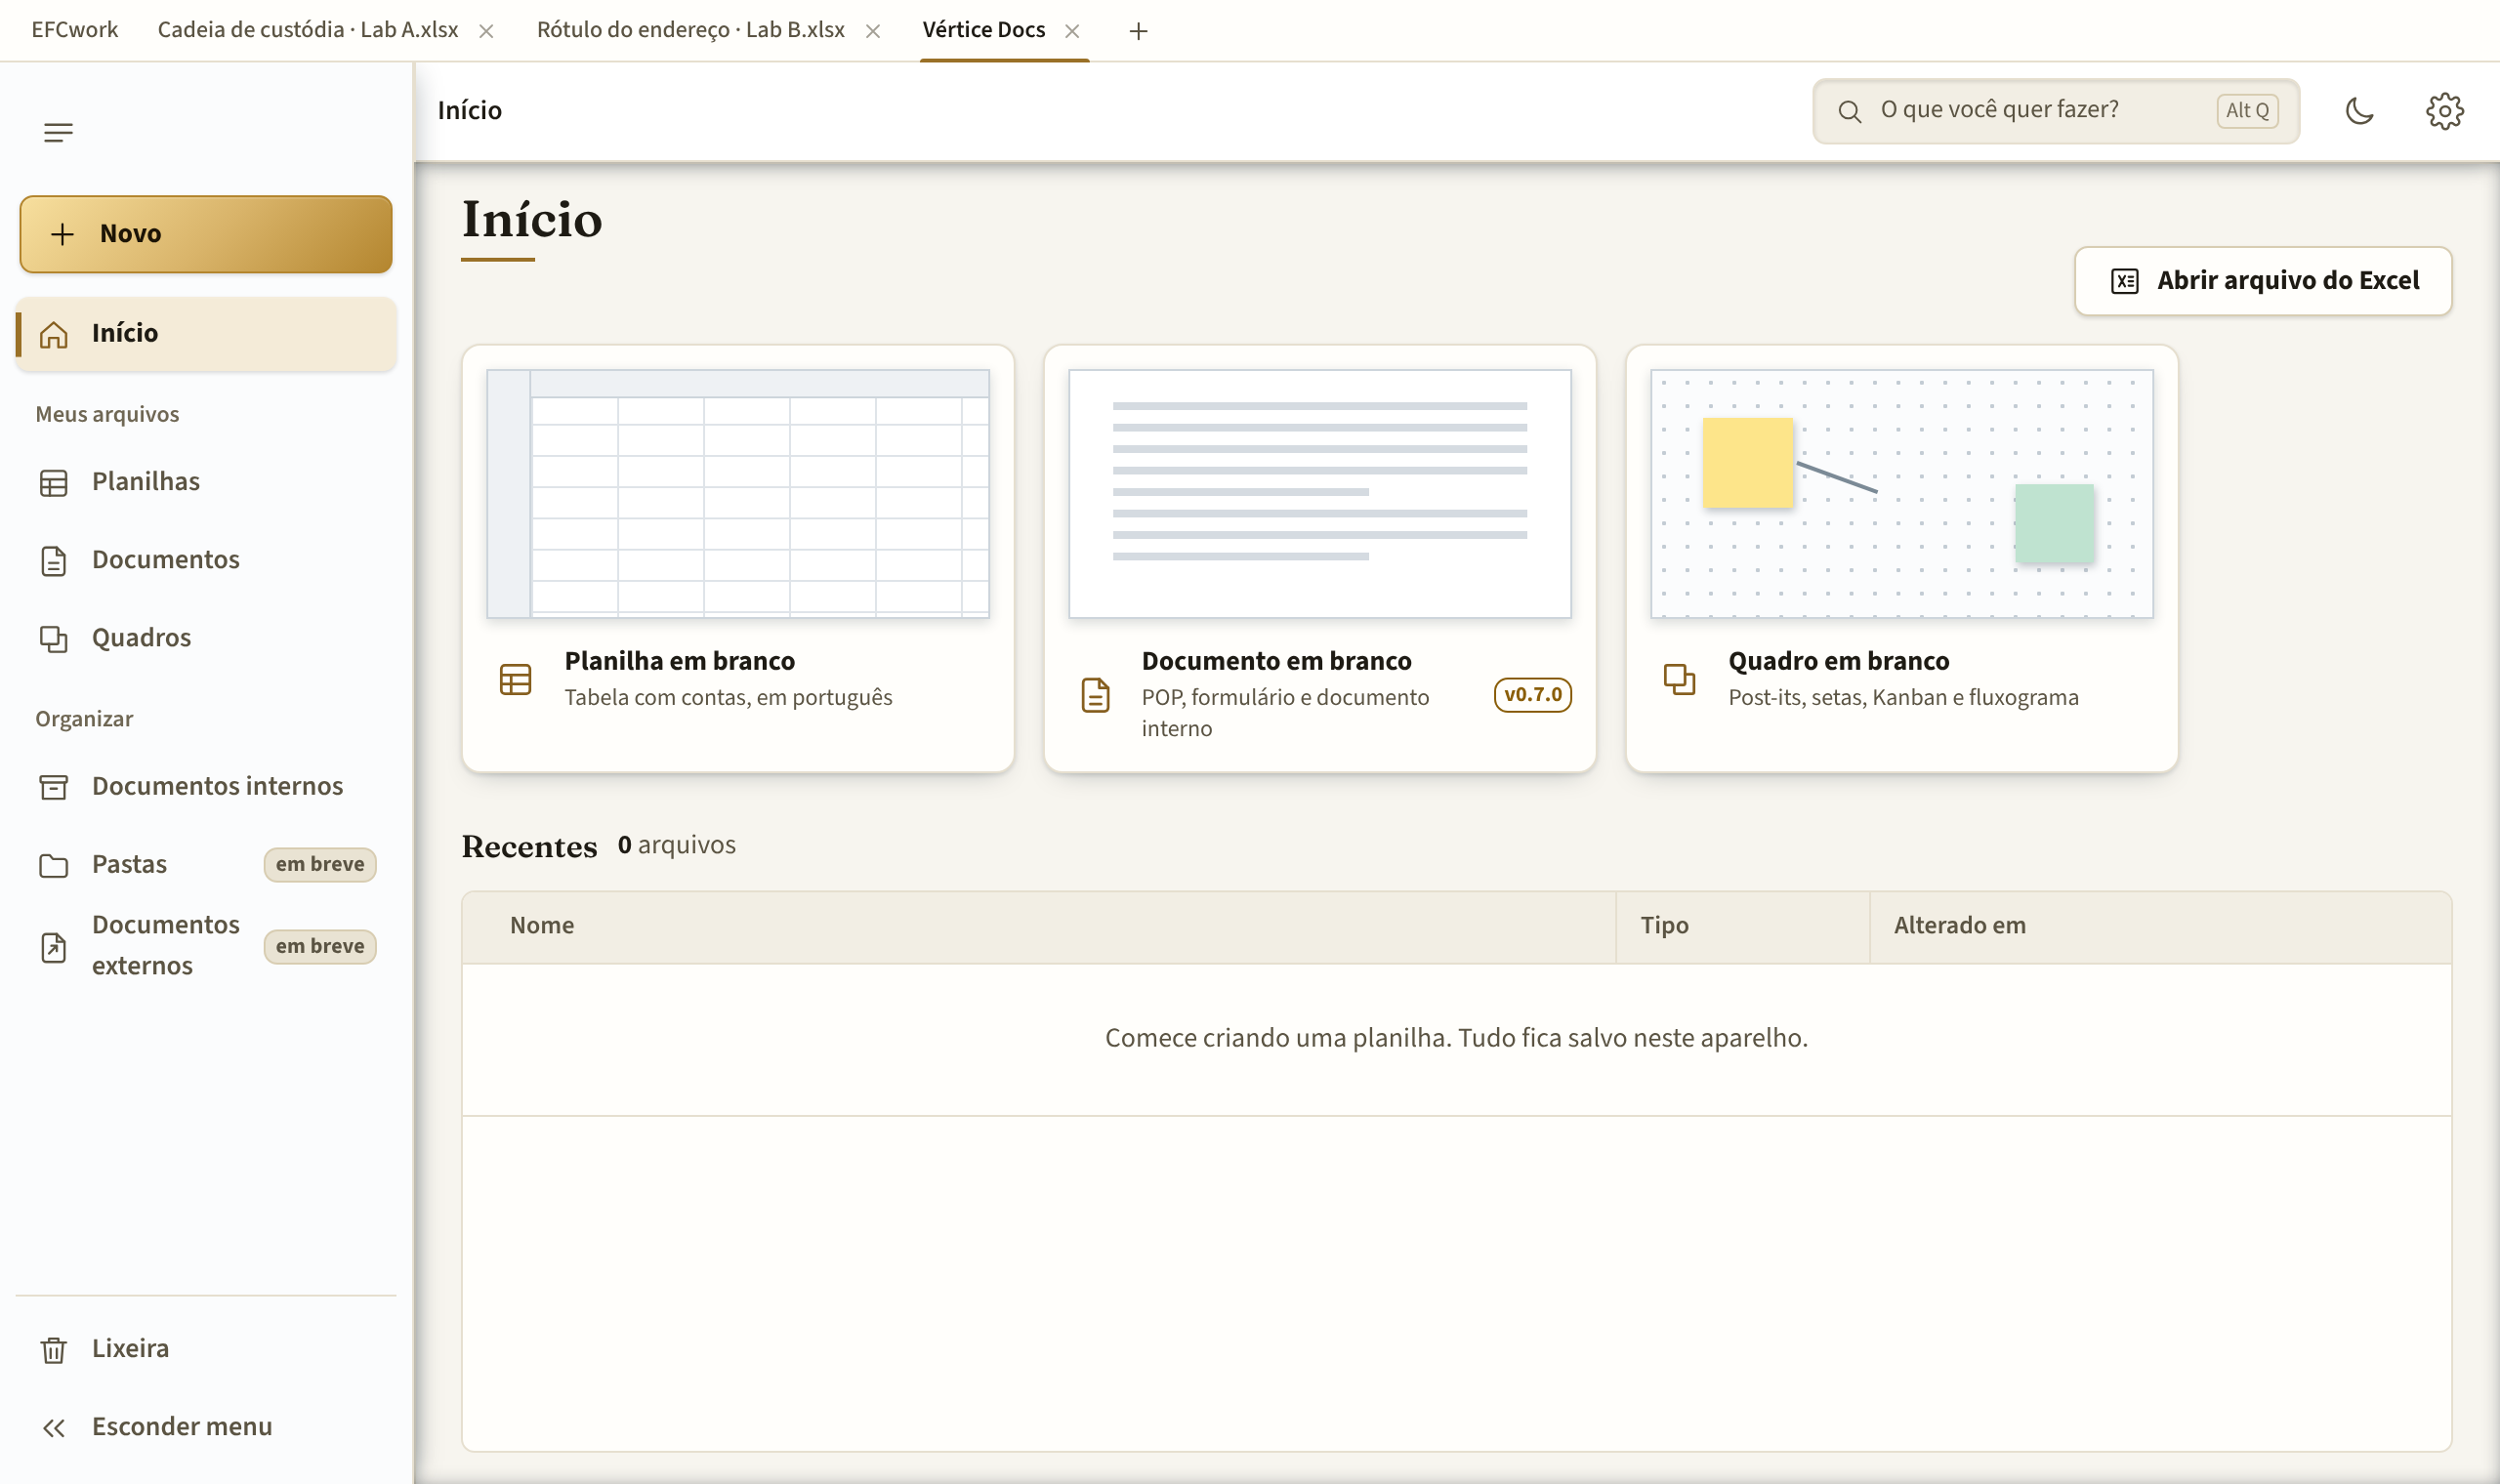 EFCwork
Cadeia de custódia · Lab A.xlsx
Rótulo do endereço · Lab B.xlsx
Vértice Docs
Início
O que você quer fazer?
Alt Q
Novo
Início
Meus arquivos
Planilhas
Documentos
Quadros
Organizar
Documentos internos
Pastas
em breve
Documentos
externos
em breve
Lixeira
Esconder menu
Início
Abrir arquivo do Excel
Planilha em branco
Tabela com contas, em português
Documento em branco
POP, formulário e documento
interno
v0.7.0
Quadro em branco
Post-its, setas, Kanban e fluxograma
Recentes 0 arquivos
Nome
Tipo
Alterado em
Comece criando uma planilha. Tudo fica salvo neste aparelho.